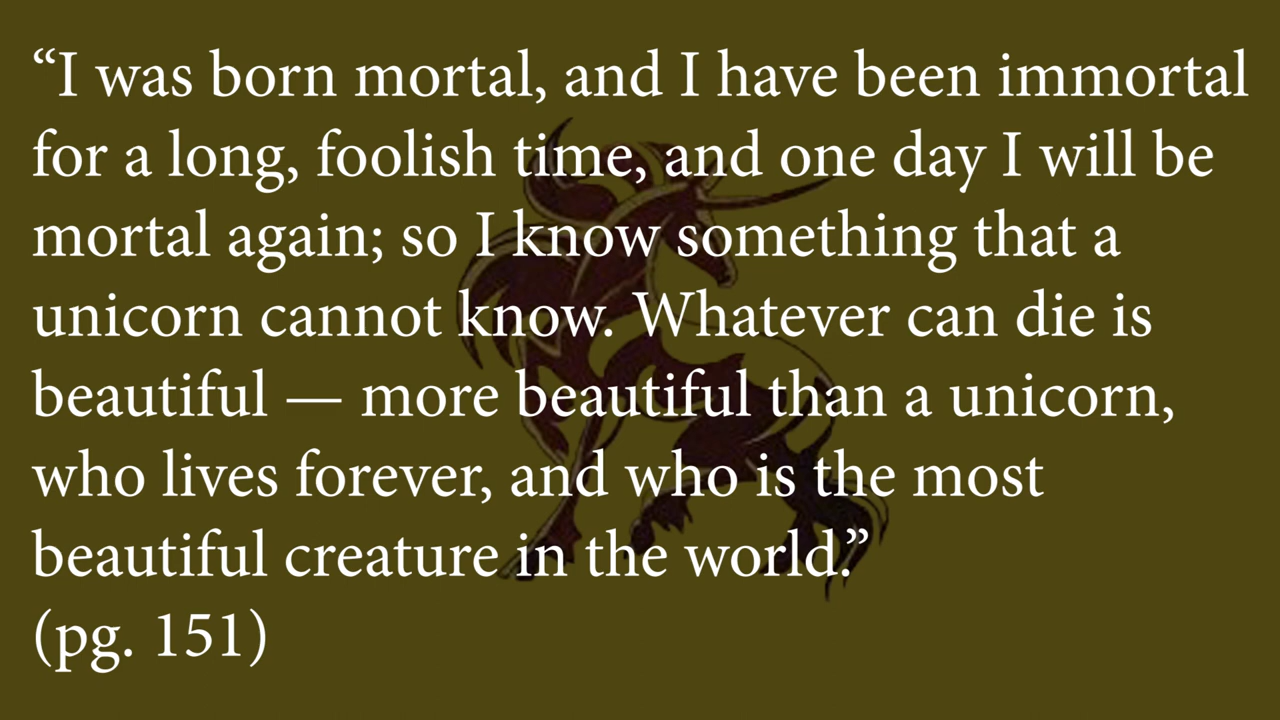 “I was born mortal, and I have been immortal
for a long, foolish time, and one day I will be
mortal again; so I know something that a
unicorn cannot know. Whatever can die is
beautiful — more beautiful than a unicorn,
who lives forever, and who is the most
beautiful creature in the world.”
(pg. 151)